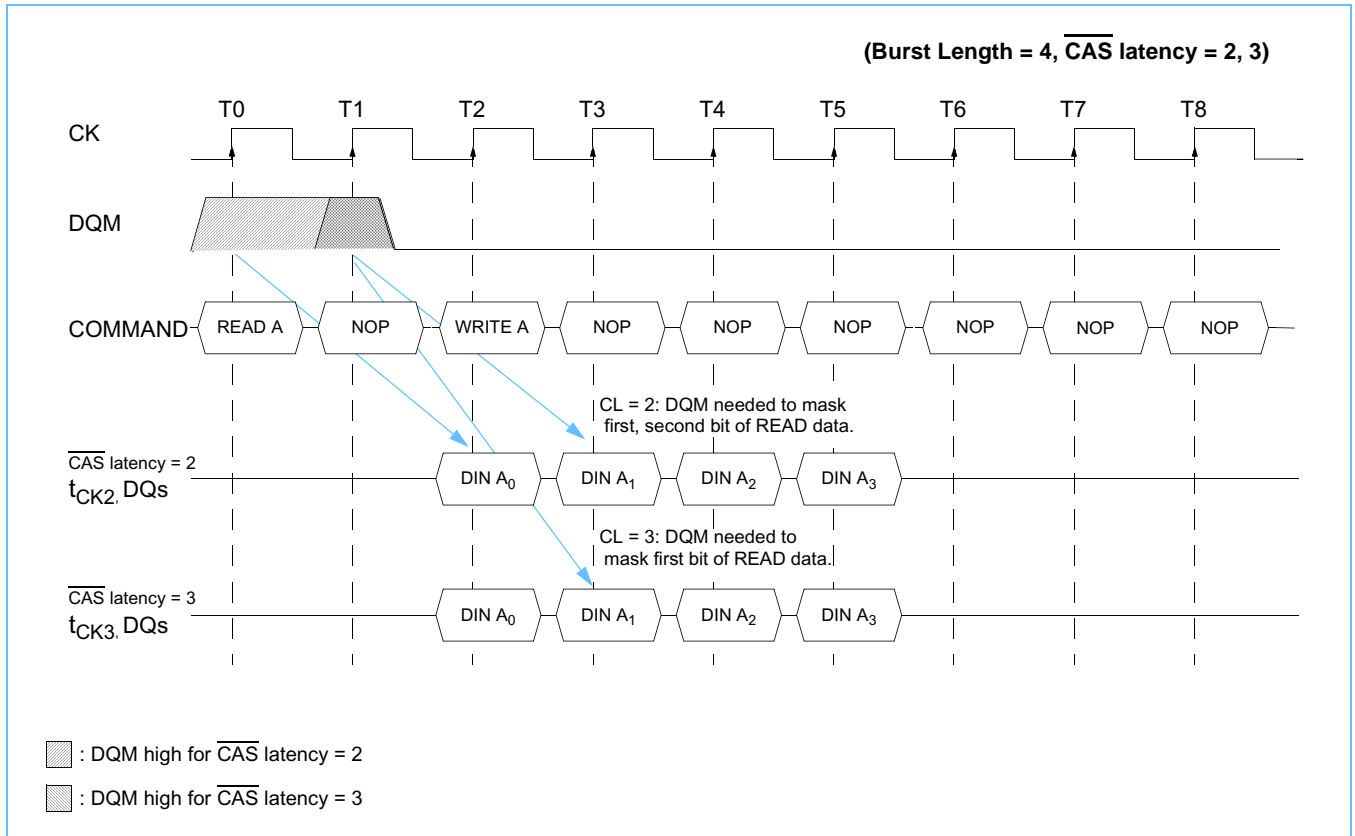 (Burst Length = 4, CAS latency = 2, 3)
T0 T1 T2 T3 T4 T5 T6 T7 T8
CK
DQM
COMMAND READ A NOP WRITE A NOP NOP NOP NOP NOP NOP
CL = 2: DQM needed to mask
first, second bit of READ data.
CAS latency = 2
tCK2, DQs DIN A0 DIN A1 DIN A2 DIN A3
CL = 3: DQM needed to
mask first bit of READ data.
CAS latency = 3
tCK3, DQs DIN A0 DIN A1 DIN A2 DIN A3
: DQM high for CAS latency = 2
: DQM high for CAS latency = 3